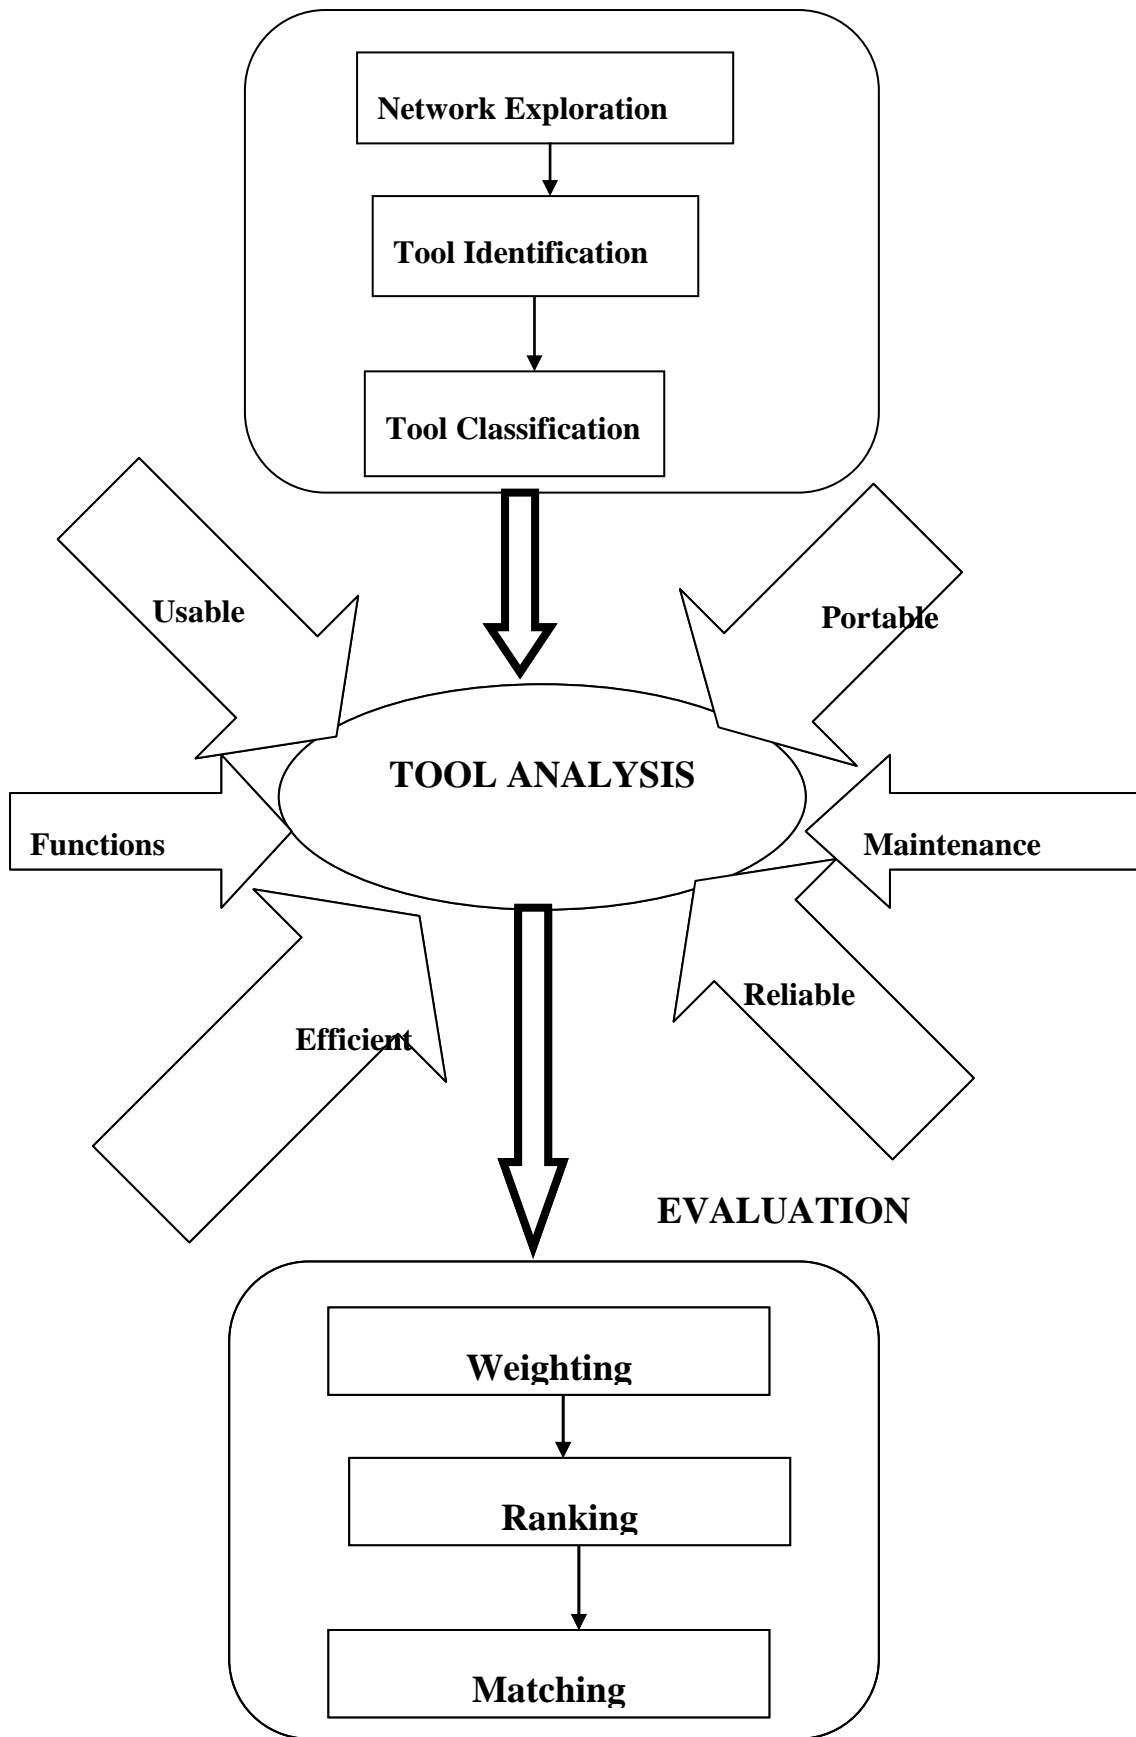 Network Exploration
Tool Identification
Tool Classification
Usable
Portable
TOOL ANALYSIS
Functions
Maintenance
Reliable
Efficient
EVALUATION
Weighting
Ranking
Matching